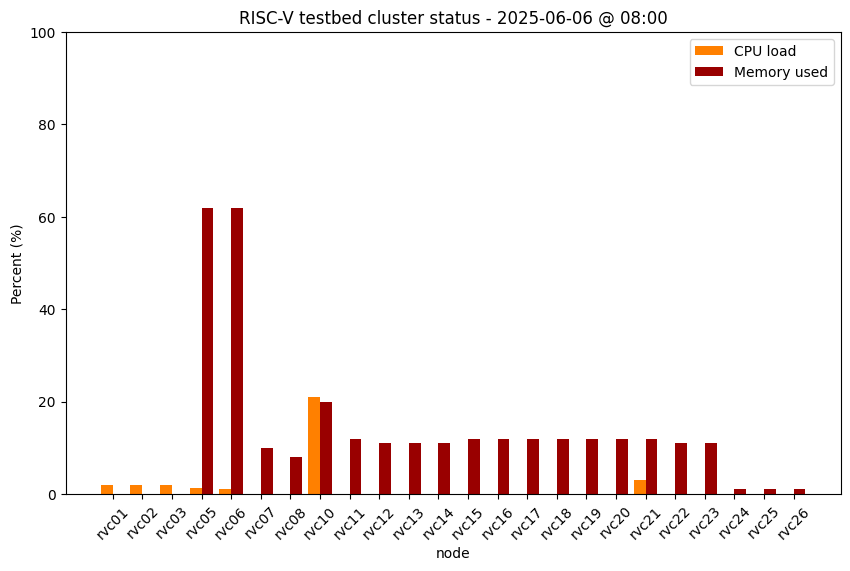 RISC-V testbed cluster status - 2025-06-06 @ 08:00
CPU load
Memory used
Percent (%)
100
80
60
40
20
0
rvc01 rvc02 rvc03 rvc05 rvc06 rvc07 rvc08 rvc10 rvc11 rvc12 rvc13 rvc14 rvc15 rvc16 rvc17 rvc18 rvc19 rvc20 rvc21 rvc22 rvc23 rvc24 rvc25 rvc26
node